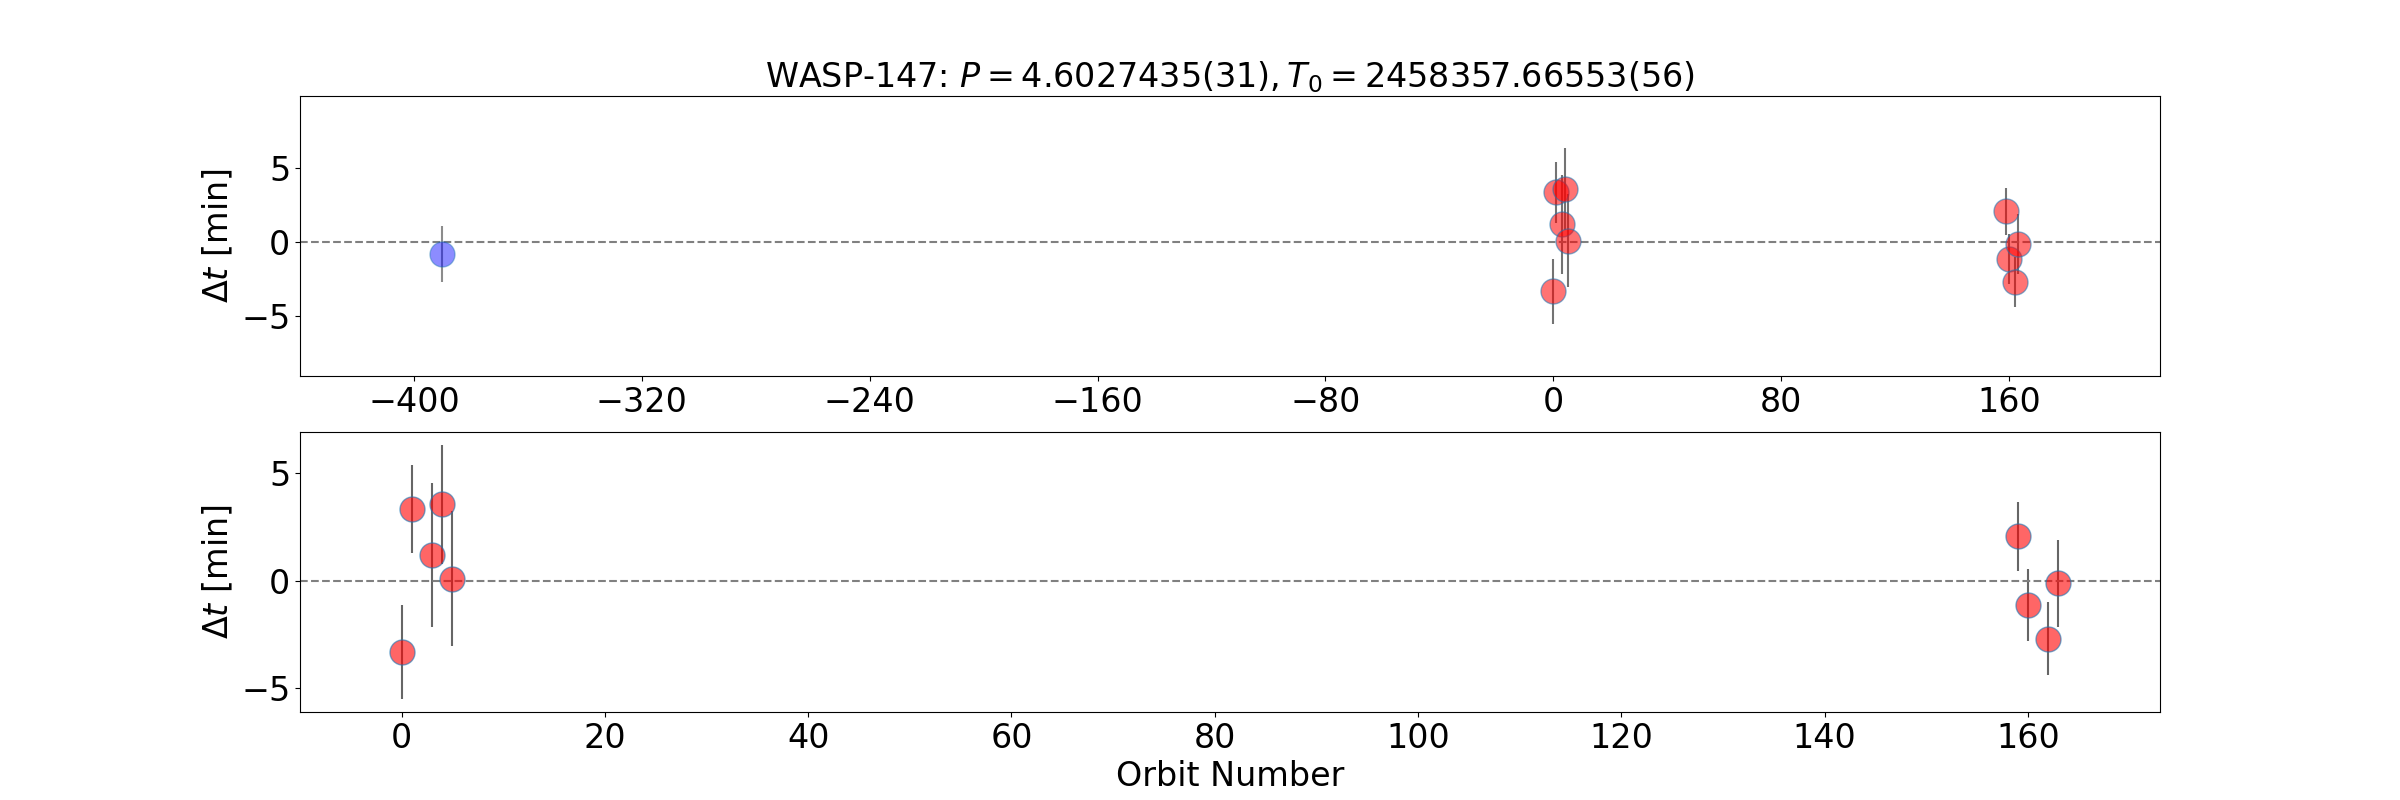 WASP-147: P = 4.6027435(31), T₀ = 2458357.66553(56)
Δt [min]
5
0
−5
−400 −320 −240 −160 −80 0 80 160
Δt [min]
5
0
−5
0 20 40 60 80 100 120 140 160
Orbit Number